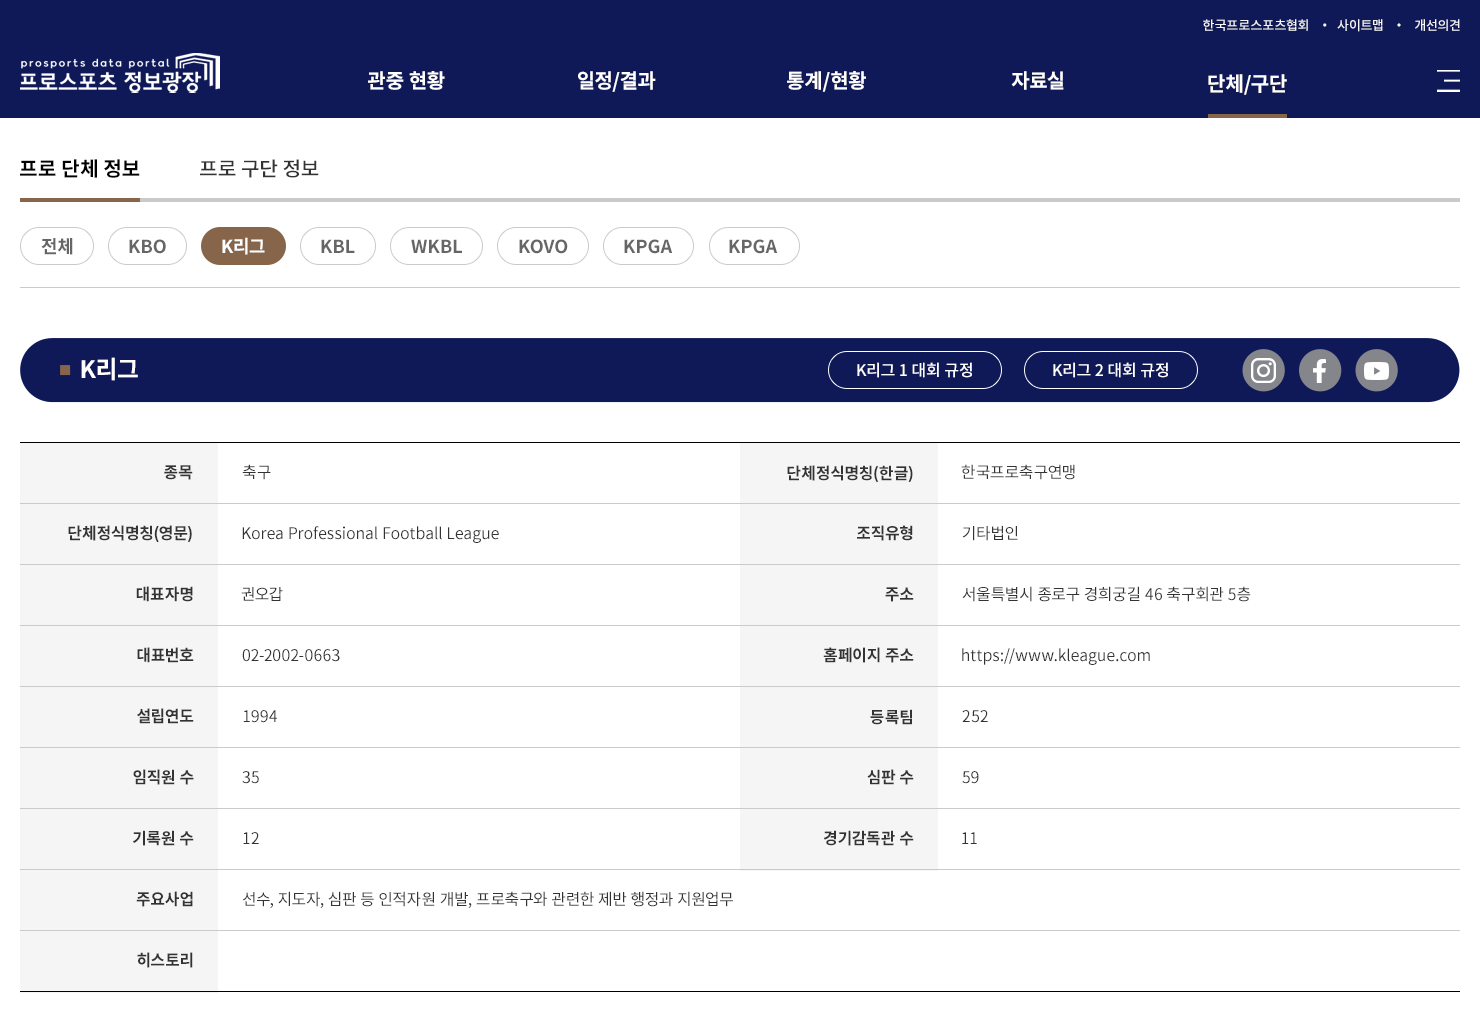 한국프로스포츠협회 • 사이트맵 • 개선의견
prosports data portal
프로스포츠 정보광장
관중 현황 일정/결과 통계/현황 자료실 단체/구단
프로 단체 정보 프로 구단 정보
전체 KBO K리그 KBL WKBL KOVO KPGA KPGA
K리그 K리그 1 대회 규정 K리그 2 대회 규정
종목 축구 단체정식명칭(한글) 한국프로축구연맹
단체정식명칭(영문) Korea Professional Football League 조직유형 기타법인
대표자명 권오갑 주소 서울특별시 종로구 경희궁길 46 축구회관 5층
대표번호 02-2002-0663 홈페이지 주소 https://www.kleague.com
설립연도 1994 등록팀 252
임직원 수 35 심판 수 59
기록원 수 12 경기감독관 수 11
주요사업 선수, 지도자, 심판 등 인적자원 개발, 프로축구와 관련한 제반 행정과 지원업무
히스토리